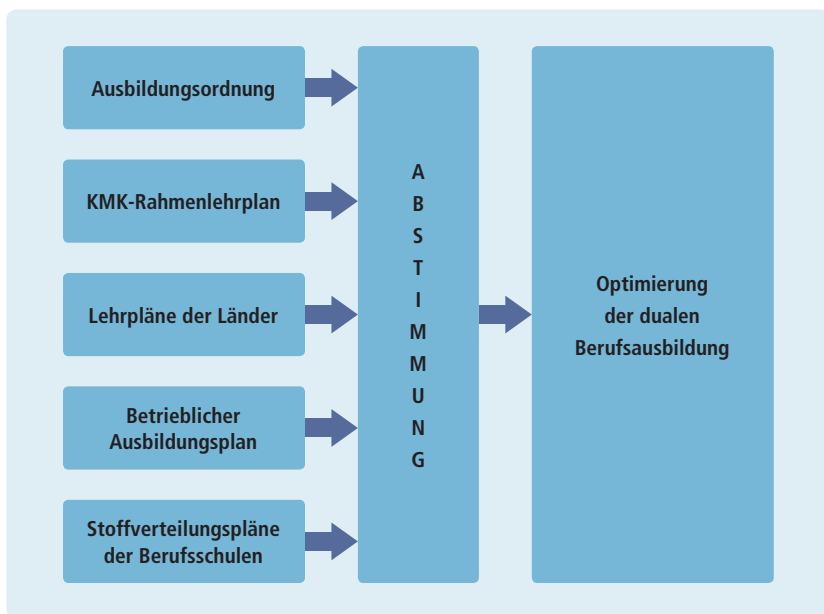 Ausbildungsordnung
KMK-Rahmenlehrplan
Lehrpläne der Länder
Betrieblicher
Ausbildungsplan
Stoffverteilungspläne
der Berufsschulen
A
B
S
T
I
M
M
U
N
G
Optimierung
der dualen
Berufsausbildung